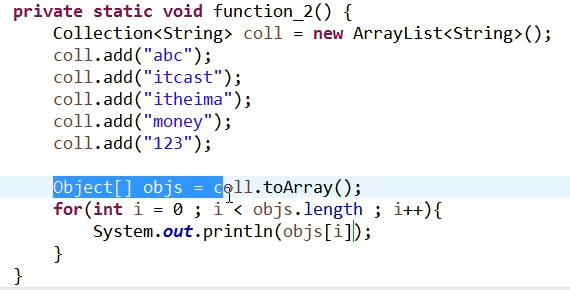 private static void function_2() {
Collection<String> coll = new ArrayList<String>();
coll.add("abc");
coll.add("itcast");
coll.add("itheima");
coll.add("money");
coll.add("123");
Object[] objs = coll.toArray();
for(int i = 0 ; i < objs.length ; i++){
System.out.println(objs[i]);
}
}